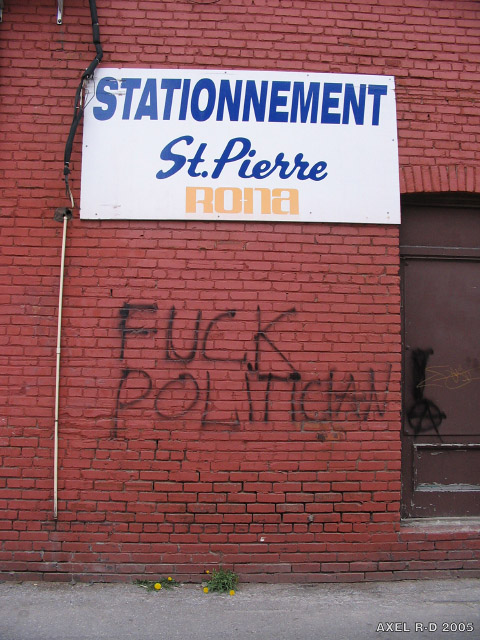 STATIONNEMENT
St. Pierre
RONA
FUCK
POLITICIAN
A
AXEL R-D 2005